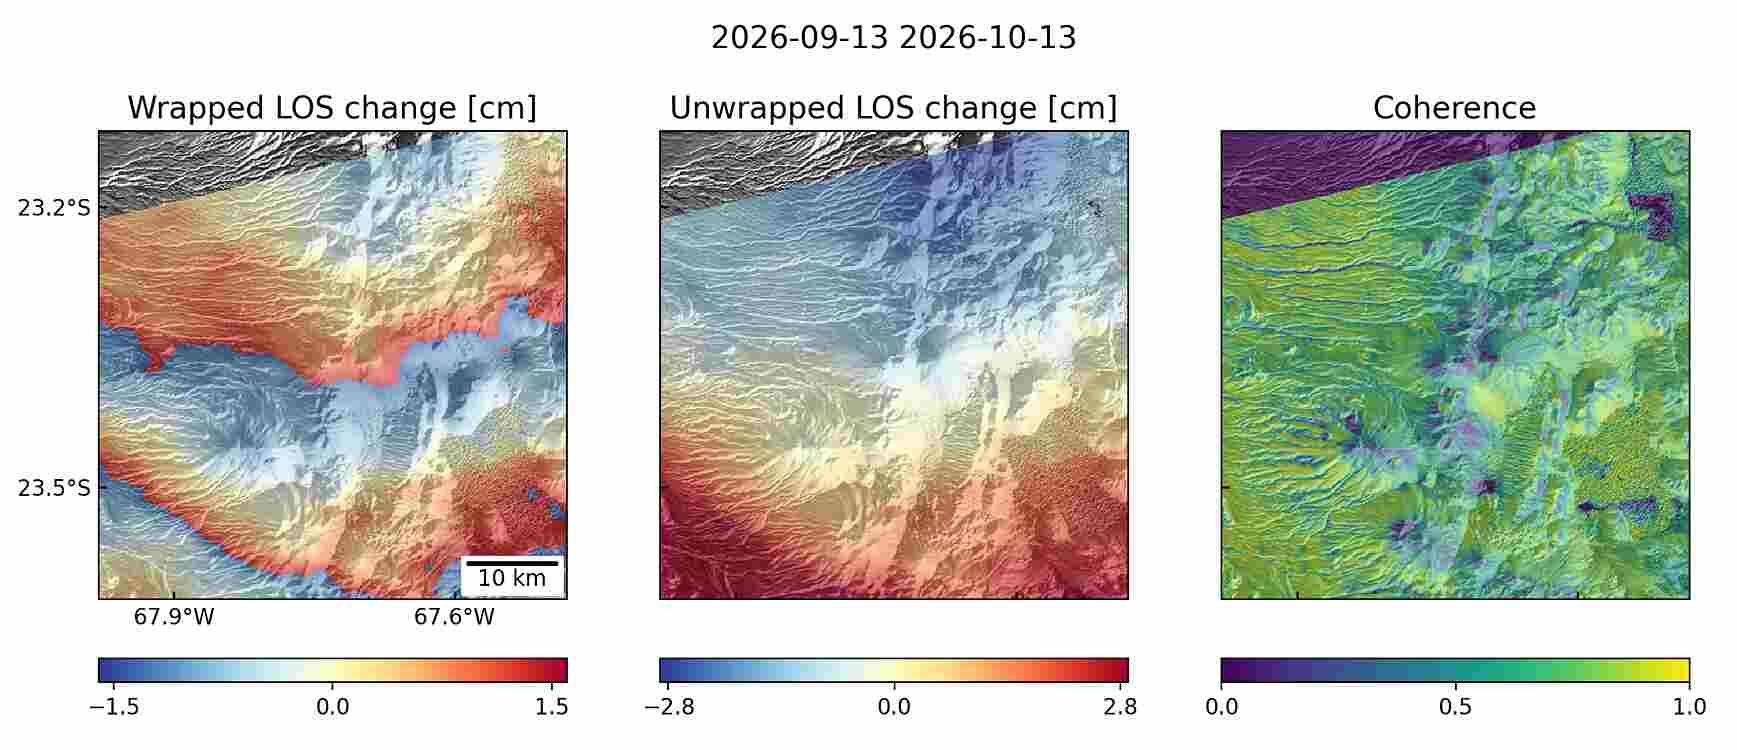 2026-09-13 2026-10-13
Wrapped LOS change [cm]
Unwrapped LOS change [cm]
Coherence
23.2°S
23.5°S
10 km
67.9°W
67.6°W
−1.5
0.0
1.5
−2.8
0.0
2.8
0.0
0.5
1.0